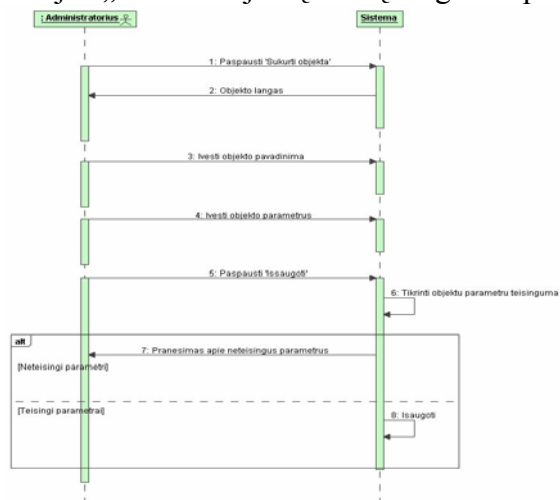 : Administratorius
Sistema
1: Paspausti 'Sukurti objekta'
2: Objekto langas
3: Ivesti objekto pavadinima
4: Ivesti objekto parametrus
5: Paspausti 'Issaugoti'
6: Tikrinti objektu parametru teisinguma
alt
7: Pranesimas apie neteisingus parametrus
[Neteisingi parametri]
[Teisingi parametrai]
8: Isaugoti